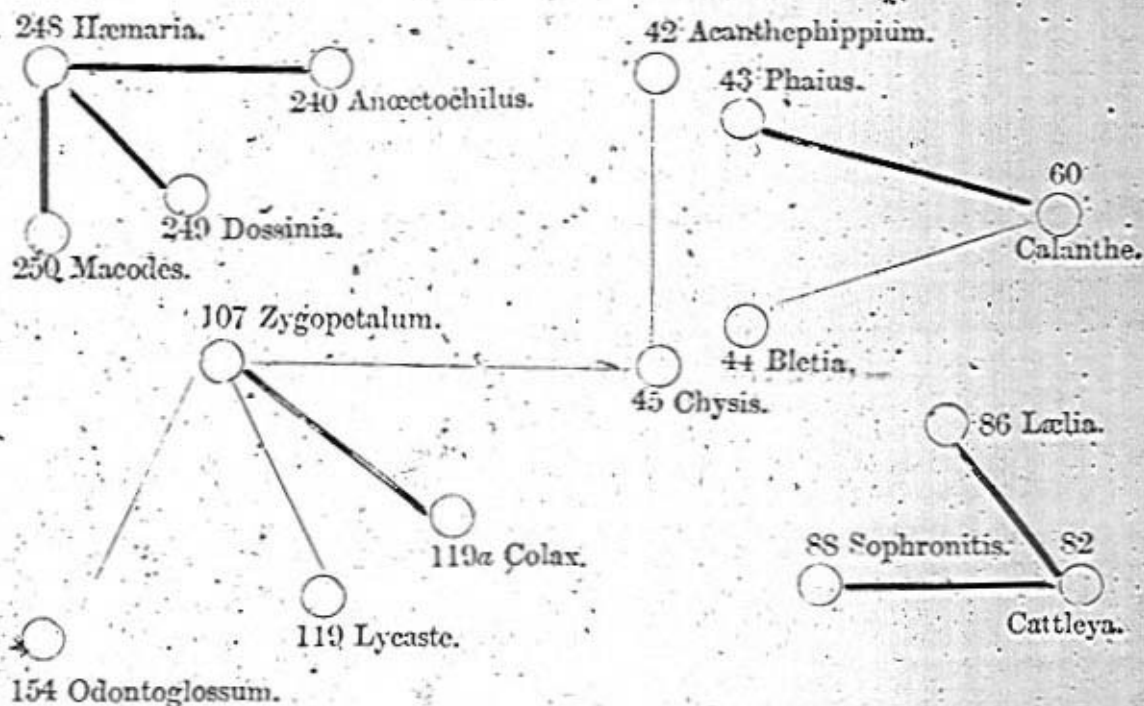 248 Hæmaria.
240 Anœctochilus.
249 Dossinia.
250 Macodes.
42 Acanthephippium.
43 Phaius.
60
Calanthe.
44 Bletia.
45 Chysis.
107 Zygopetalum.
119a Colax.
119 Lycaste.
154 Odontoglossum.
86 Lælia.
88 Sophronitis.
82
Cattleya.